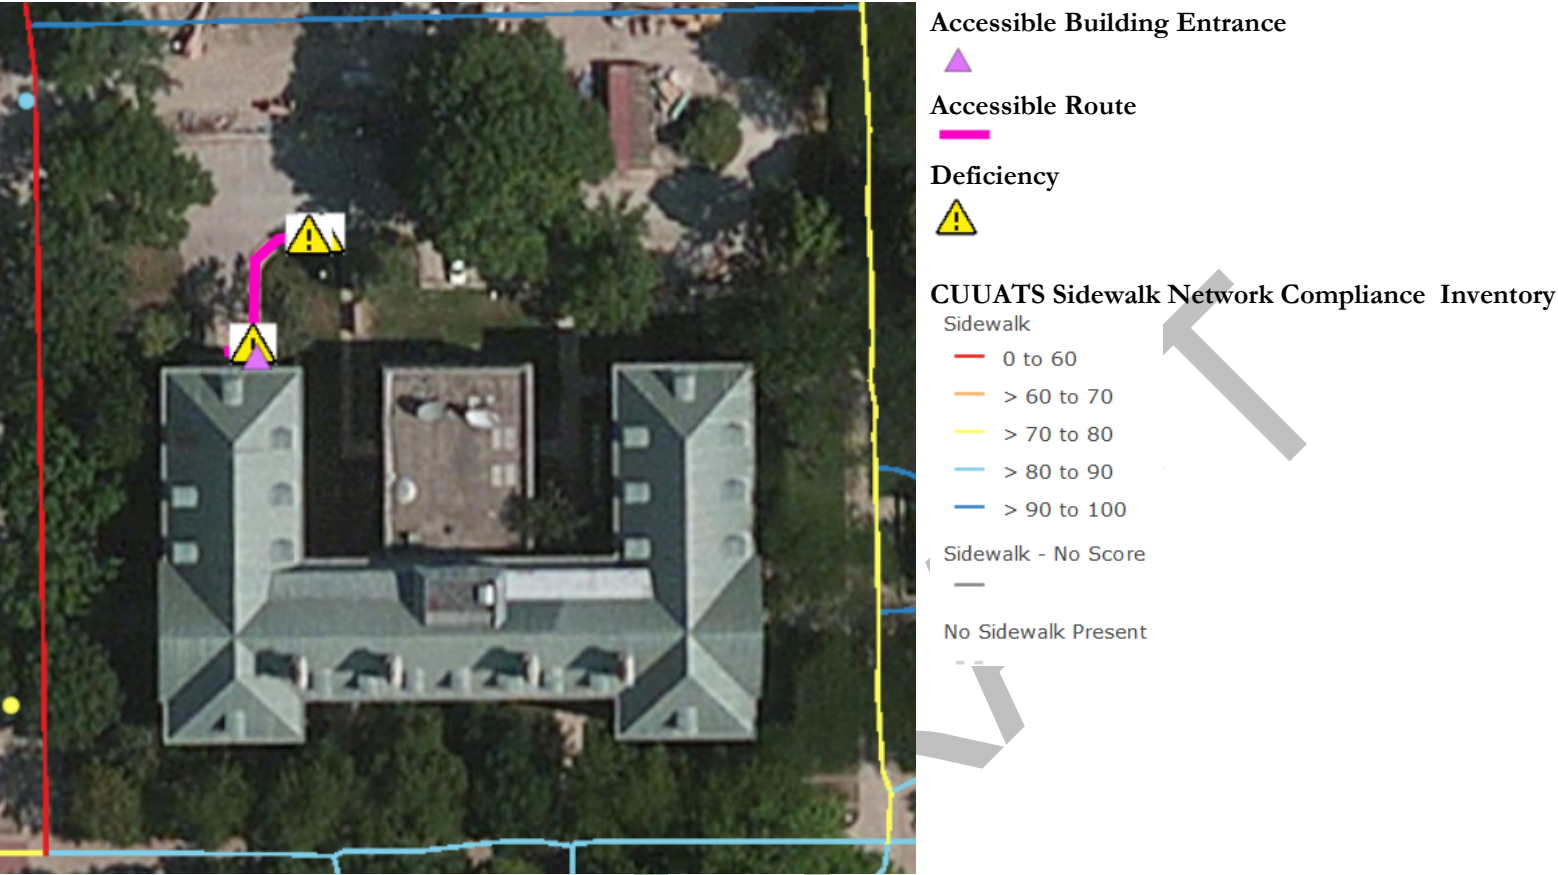 Accessible Building Entrance
Accessible Route
Deficiency
CUUATS Sidewalk Network Compliance  Inventory
Sidewalk
0 to 60
> 60 to 70
> 70 to 80
> 80 to 90
> 90 to 100
Sidewalk - No Score
No Sidewalk Present